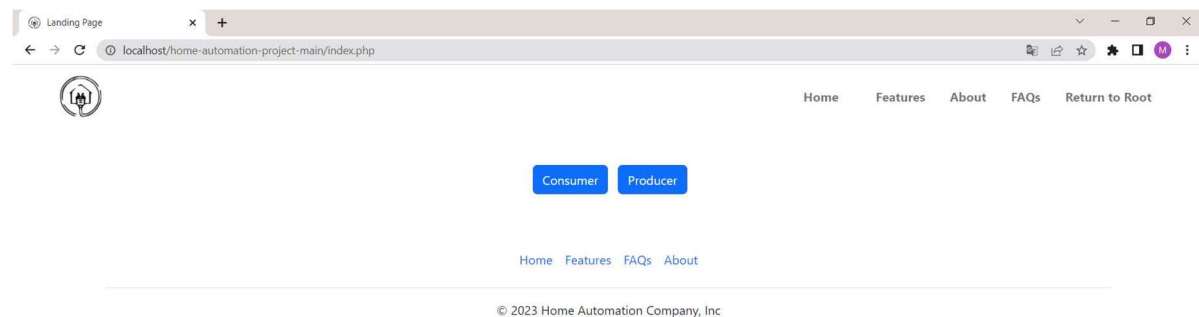 Landing Page
localhost/home-automation-project-main/index.php
M
Home Features About FAQs Return to Root
Consumer Producer
Home Features FAQs About
© 2023 Home Automation Company, Inc